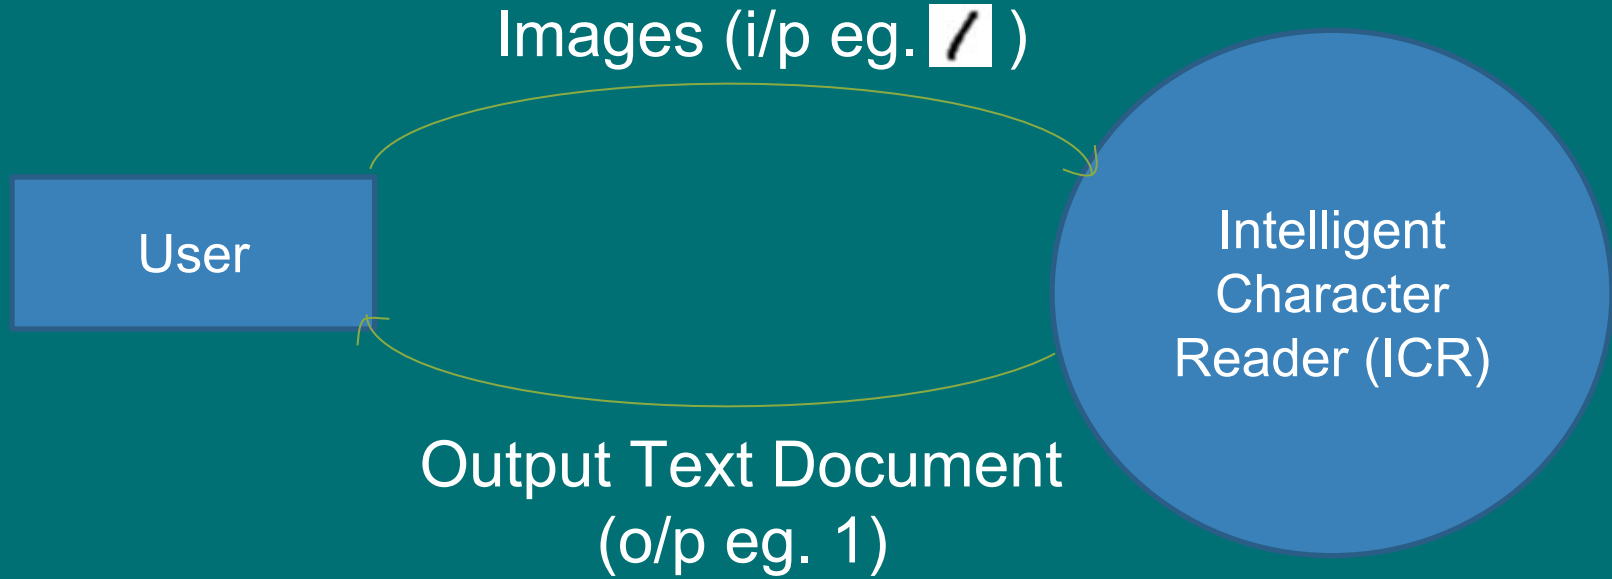 Images (i/p eg. / )
User
Intelligent
Character
Reader (ICR)
Output Text Document
(o/p eg. 1)